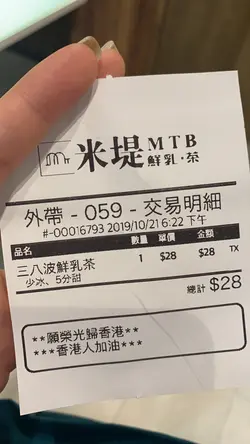 米堤 MTB
鮮乳·茶
外帶 - 059 - 交易明細
#-00016793 2019/10/21 6:22 下午
品名 數量 單價 金額
三八波鮮乳茶 1 $28 $28 TX
少冰、5分甜
總計 $28
**願榮光歸香港**
***香港人加油***